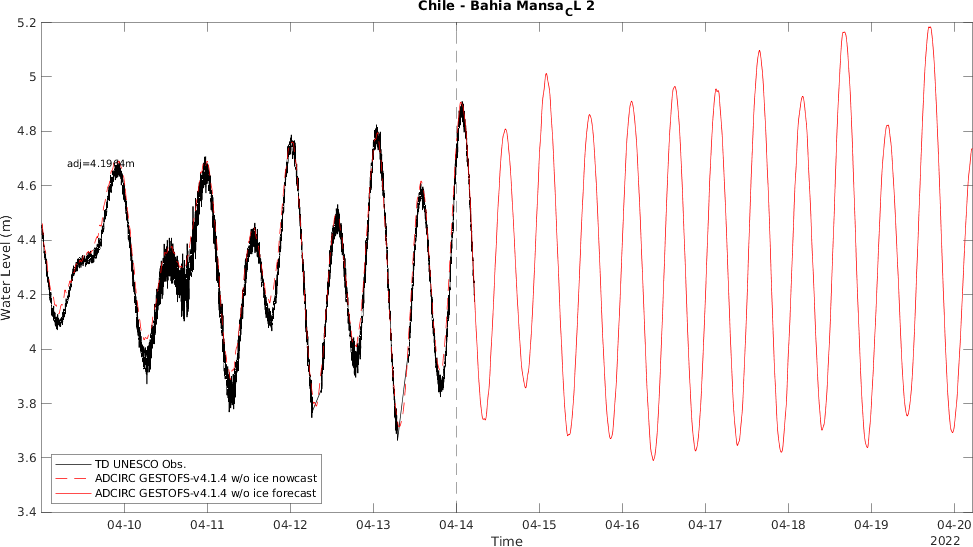 Chile - Bahia MansaCL 2
Water Level (m)
5.2
5
4.8
4.6
4.4
4.2
4
3.8
3.6
3.4
adj=4.1964m
TD UNESCO Obs.
ADCIRC GESTOFS-v4.1.4 w/o ice nowcast
ADCIRC GESTOFS-v4.1.4 w/o ice forecast
04-10 04-11 04-12 04-13 04-14 04-15 04-16 04-17 04-18 04-19 04-20
Time
2022